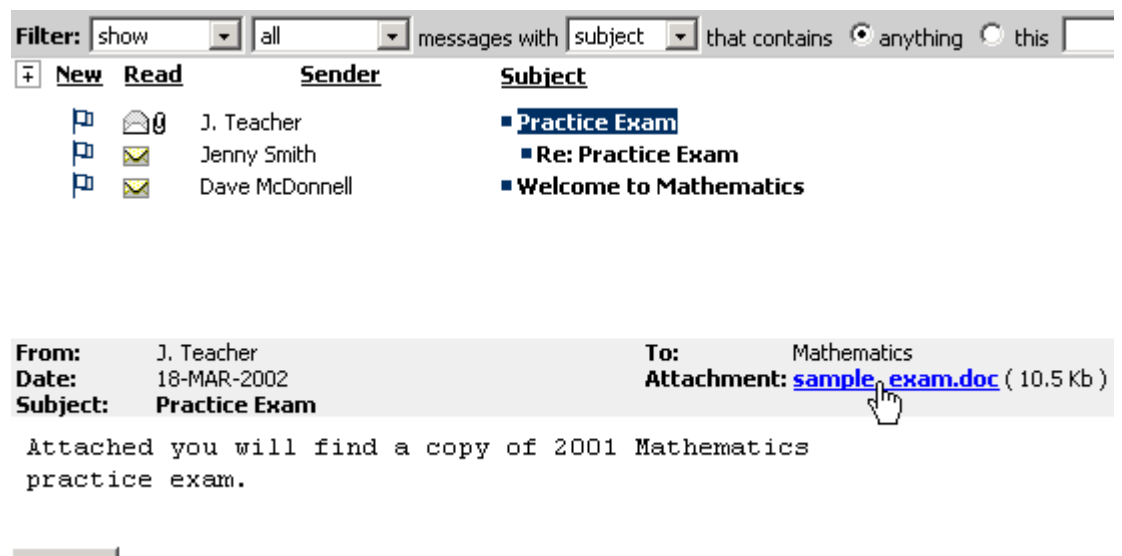 Filter: show all messages with subject that contains anything this
New Read Sender Subject
J. Teacher Practice Exam
Jenny Smith Re: Practice Exam
Dave McDonnell Welcome to Mathematics
From: J. Teacher To: Mathematics
Date: 18-MAR-2002 Attachment: sample_exam.doc ( 10.5 Kb )
Subject: Practice Exam
Attached you will find a copy of 2001 Mathematics
practice exam.